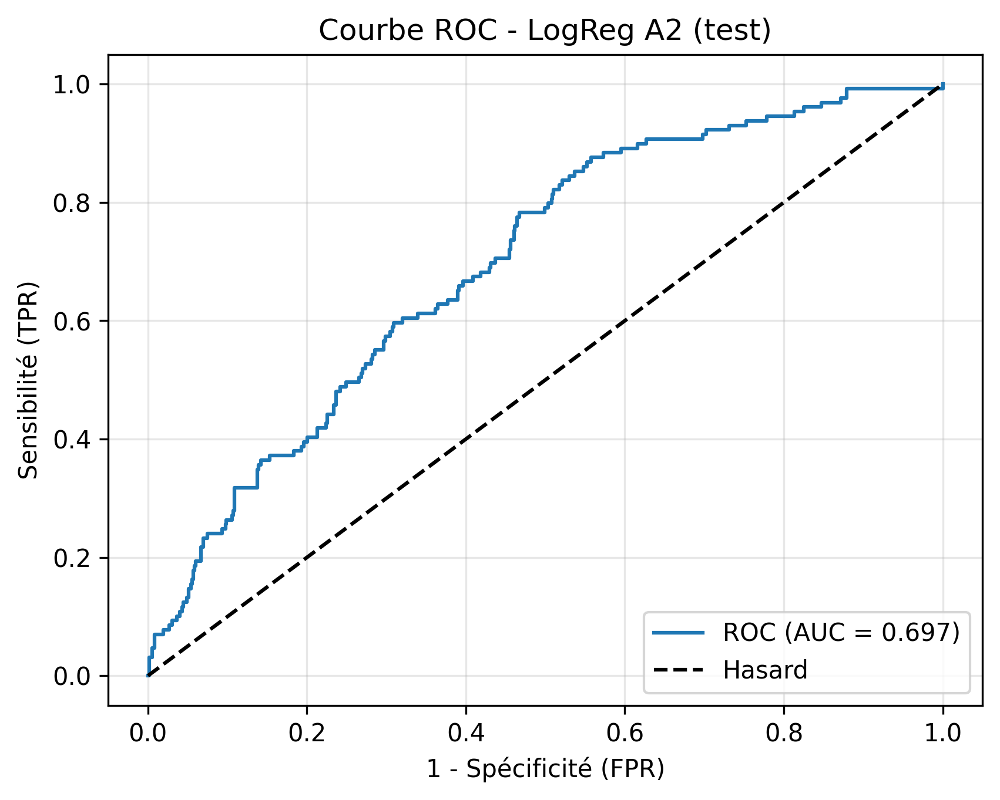 Courbe ROC - LogReg A2 (test)
1.0
0.8
0.6
0.4
0.2
0.0
Sensibilité (TPR)
0.0 0.2 0.4 0.6 0.8 1.0
1 - Spécificité (FPR)
ROC (AUC = 0.697)
Hasard